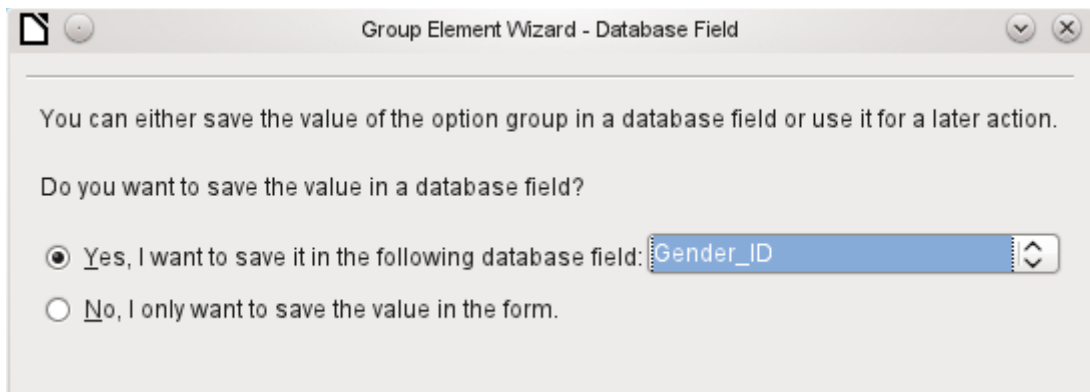 Group Element Wizard - Database Field
You can either save the value of the option group in a database field or use it for a later action.
Do you want to save the value in a database field?
Yes, I want to save it in the following database field: Gender_ID
No, I only want to save the value in the form.